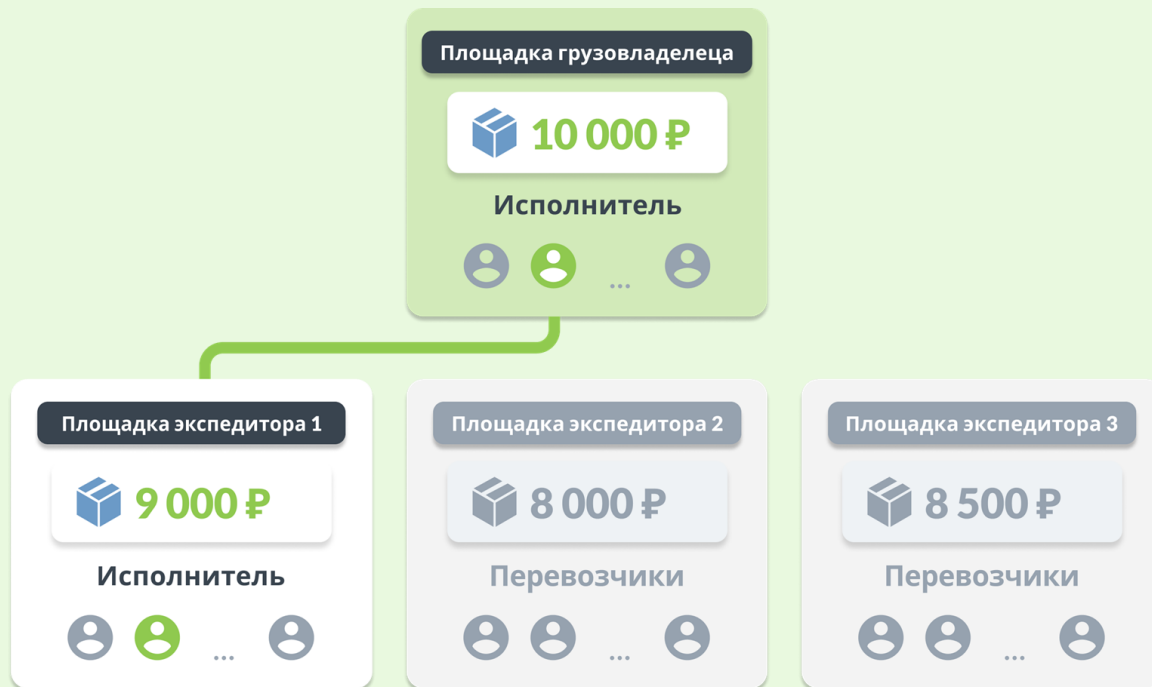 Площадка грузовладелеца
10 000 ₽
Исполнитель
...
Площадка экспедитора 1
9 000 ₽
Исполнитель
...
Площадка экспедитора 2
8 000 ₽
Перевозчики
...
Площадка экспедитора 3
8 500 ₽
Перевозчики
...